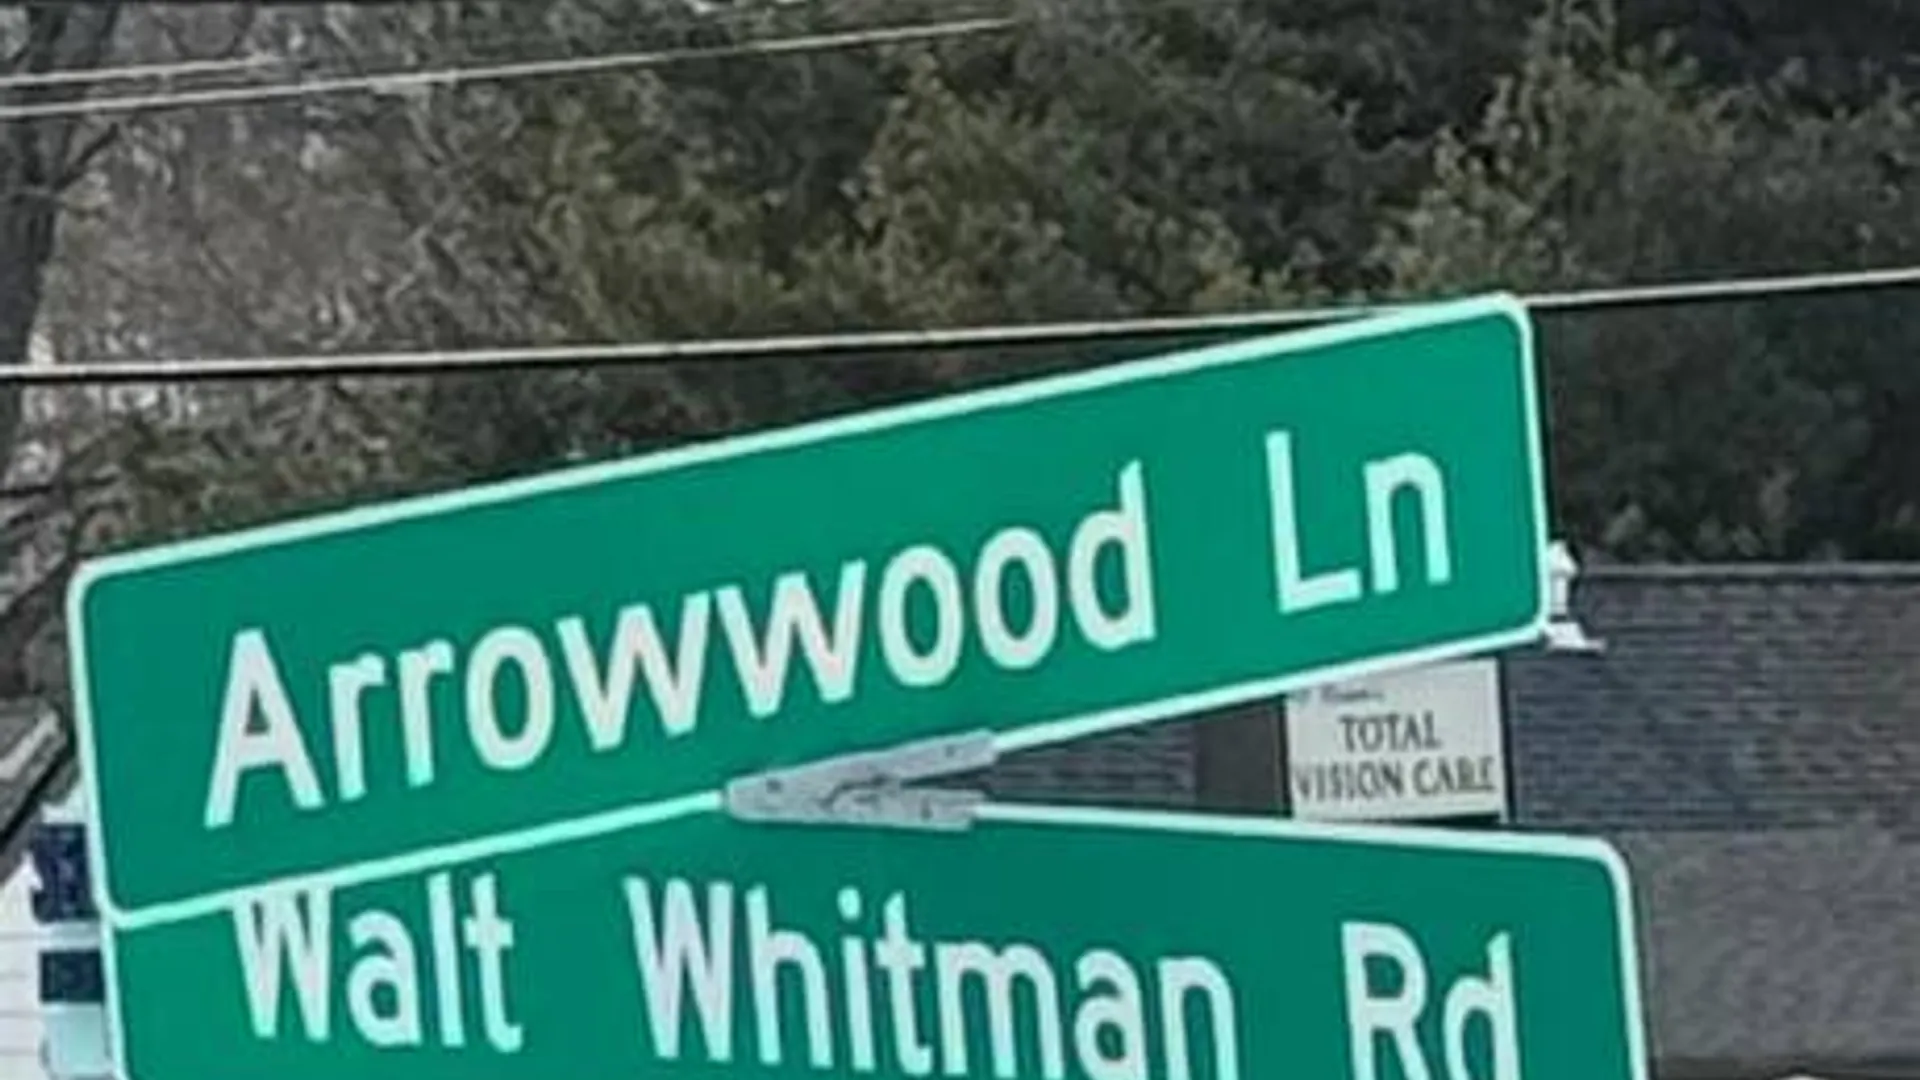 Arrowwood Ln
TOTAL
VISION CARE
Walt Whitman Rd